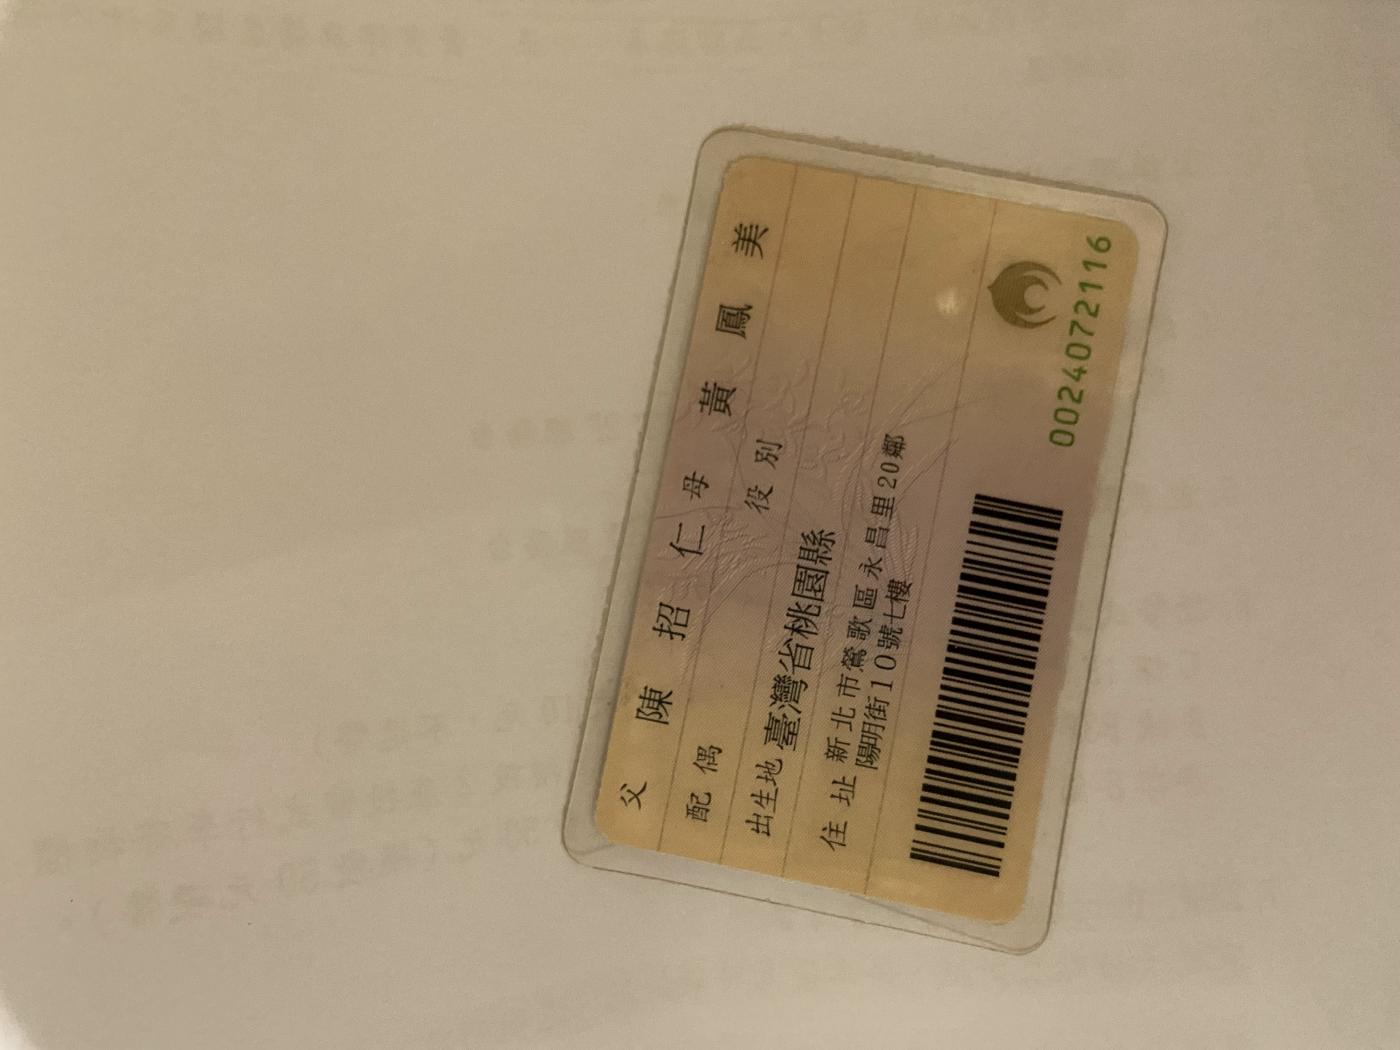 父 陳招仁 母 黃鳳美
配偶 役別
出生地 臺灣省桃園縣
住址 新北市鶯歌區永昌里20鄰
陽明街10號七樓
0024072116